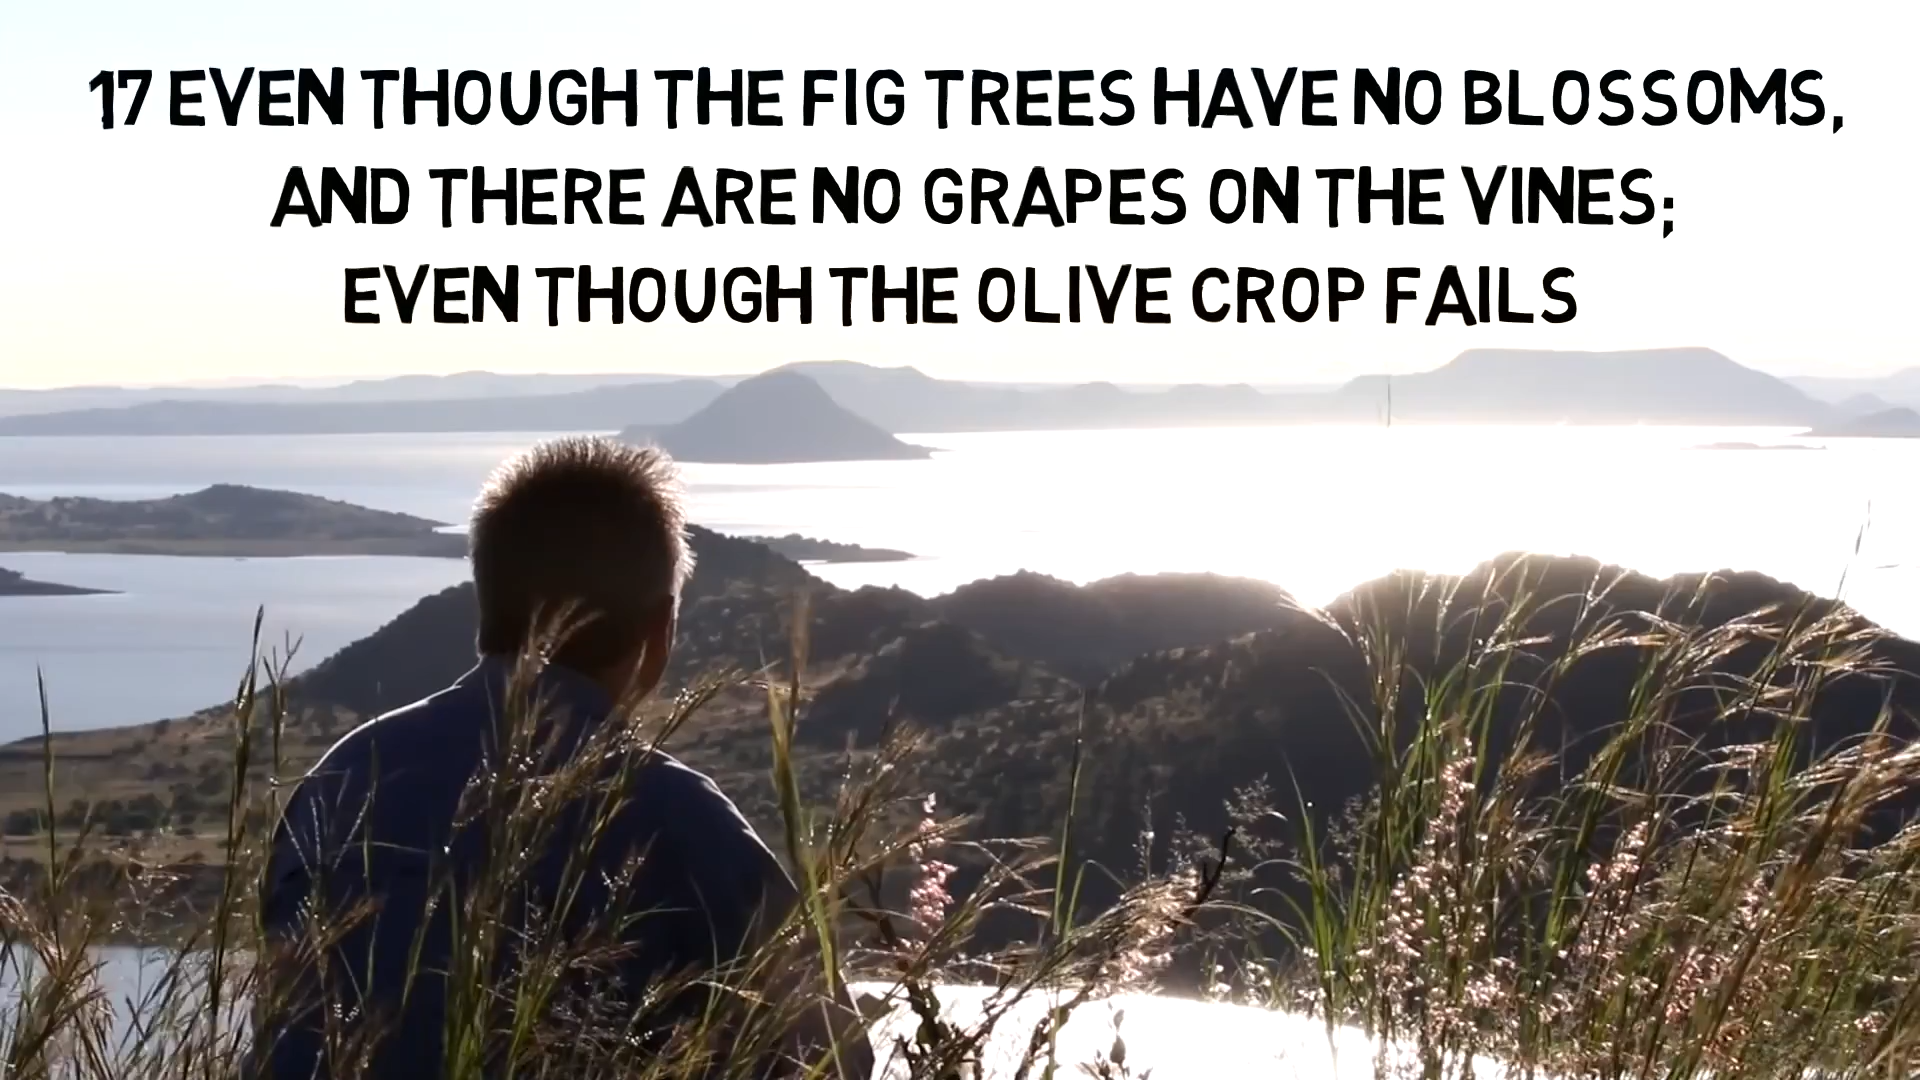 17 EVEN THOUGH THE FIG TREES HAVE NO BLOSSOMS,
AND THERE ARE NO GRAPES ON THE VINES;
EVEN THOUGH THE OLIVE CROP FAILS